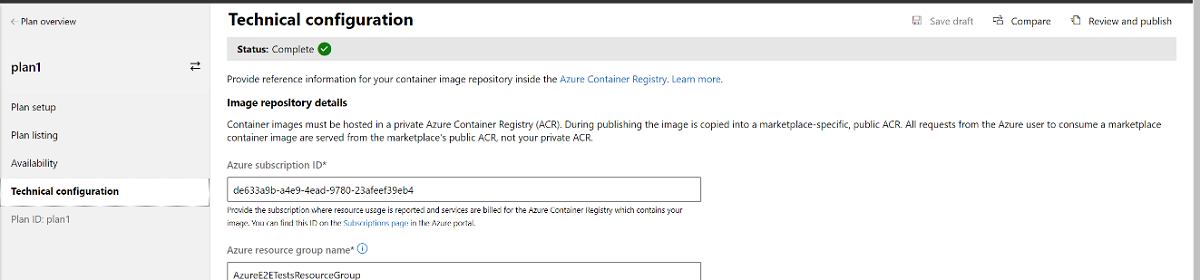 Plan overview
Technical configuration
Save draft
Compare
Review and publish
Status: Complete
plan1
Provide reference information for your container image repository inside the Azure Container Registry. Learn more.
Image repository details
Plan setup
Container images must be hosted in a private Azure Container Registry (ACR). During publishing the image is copied into a marketplace-specific, public ACR. All requests from the Azure user to consume a marketplace
container image are served from the marketplace's public ACR, not your private ACR.
Plan listing
Availability
Azure subscription ID*
Technical configuration
de633a9b-a4e9-4ead-9780-23afeef39eb4
Provide the subscription where resource usage is reported and services are billed for the Azure Container Registry which contains your
image. You can find this ID on the Subscriptions page in the Azure portal.
Plan ID: plan1
Azure resource group name*
AzureE2ETestsResourceGroup